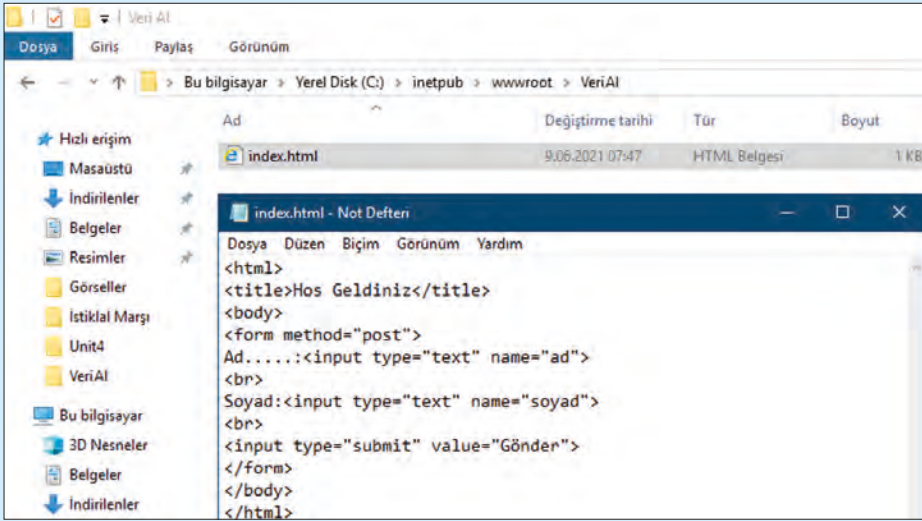 Veri Al
Dosya Giriş Paylaş Görünüm
Bu bilgisayar > Yerel Disk (C:) > inetpub > wwwroot > VeriAl
Ad Değiştirme tarihi Tür Boyut
index.html 9.06.2021 07:47 HTML Belgesi 1 KB
Hızlı erişim
Masaüstü
İndirilenler
Belgeler
Resimler
Görseller
İstiklal Marşı
Unit4
VeriAl
Bu bilgisayar
3D Nesneler
Belgeler
İndirilenler
index.html - Not Defteri
Dosya Düzen Biçim Görünüm Yardım
<html>
<title>Hos Geldiniz</title>
<body>
<form method="post">
Ad.....:<input type="text" name="ad">
<br>
Soyad:<input type="text" name="soyad">
<br>
<input type="submit" value="Gönder">
</form>
</body>
</html>